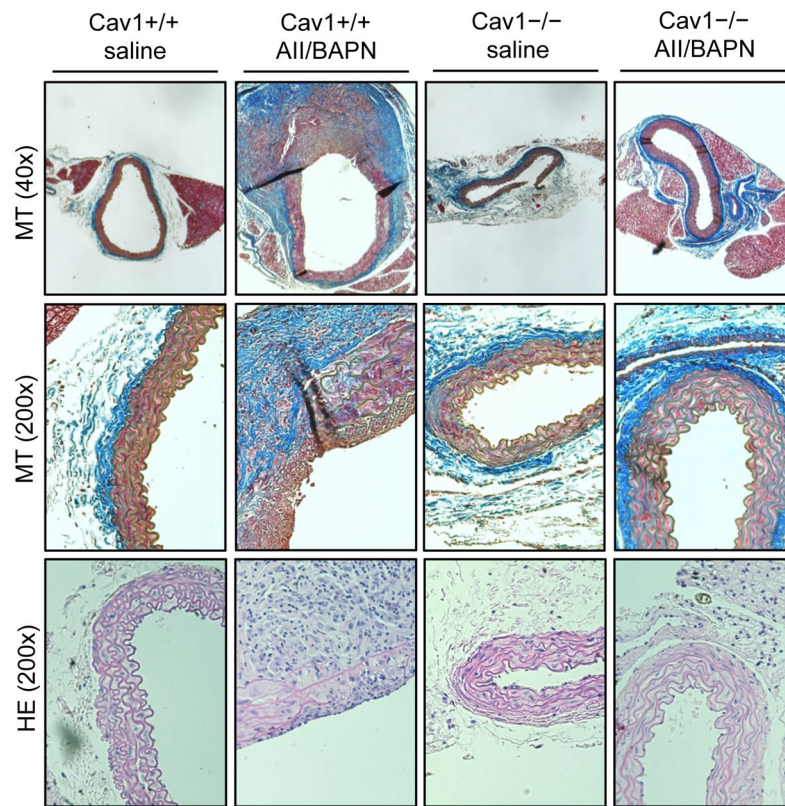 Cav1+/+ saline
Cav1+/+ AII/BAPN
Cav1−/− saline
Cav1−/− AII/BAPN
MT (40x)
MT (200x)
HE (200x)